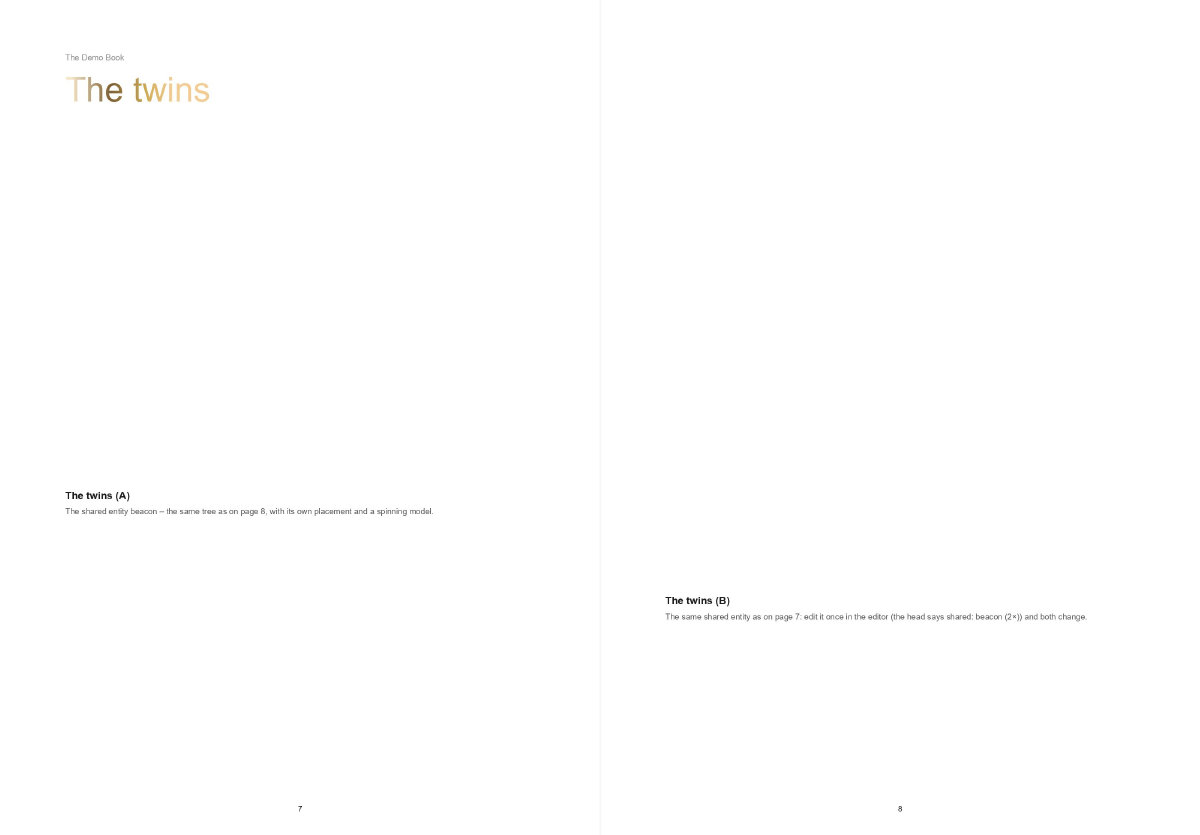 The Demo Book
The twins
The twins (A)
The shared entity beacon – the same tree as on page 8, with its own placement and a spinning model.
7
The twins (B)
The same shared entity as on page 7: edit it once in the editor (the head says shared: beacon (2×)) and both change.
8